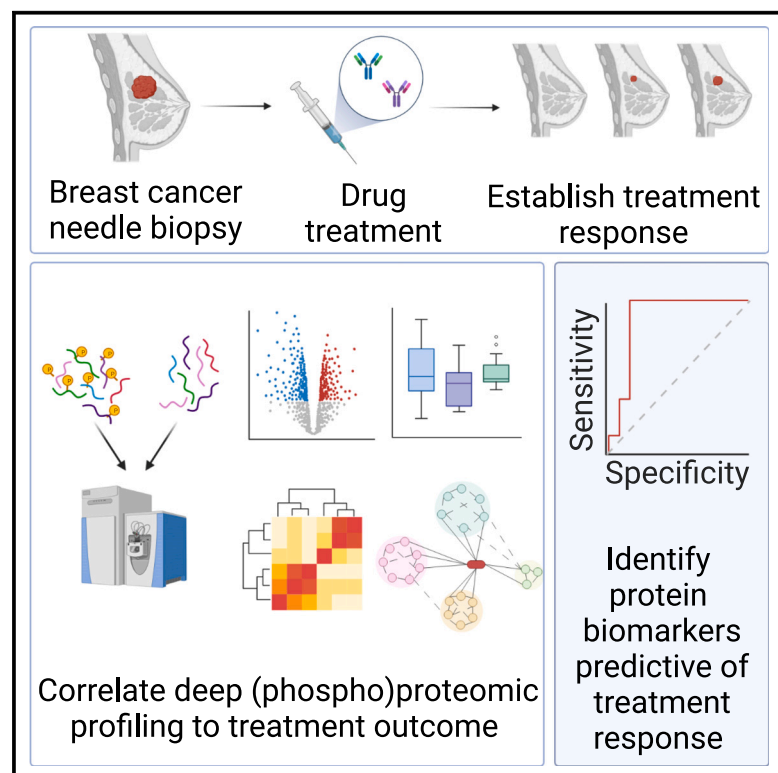 Breast cancer
needle biopsy
Drug
treatment
Establish treatment
response
P
P
P
P
P
P
P
Correlate deep (phospho)proteomic
profiling to treatment outcome
Sensitivity
Specificity
Identify
protein
biomarkers
predictive of
treatment
response